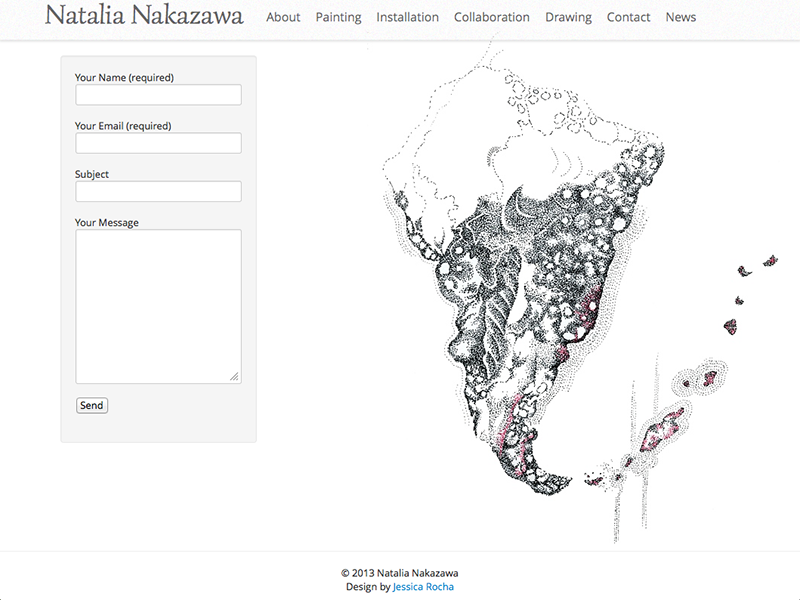 Natalia Nakazawa
About Painting Installation Collaboration Drawing Contact News
Your Name (required)
Your Email (required)
Subject
Your Message
Send
© 2013 Natalia Nakazawa
Design by Jessica Rocha